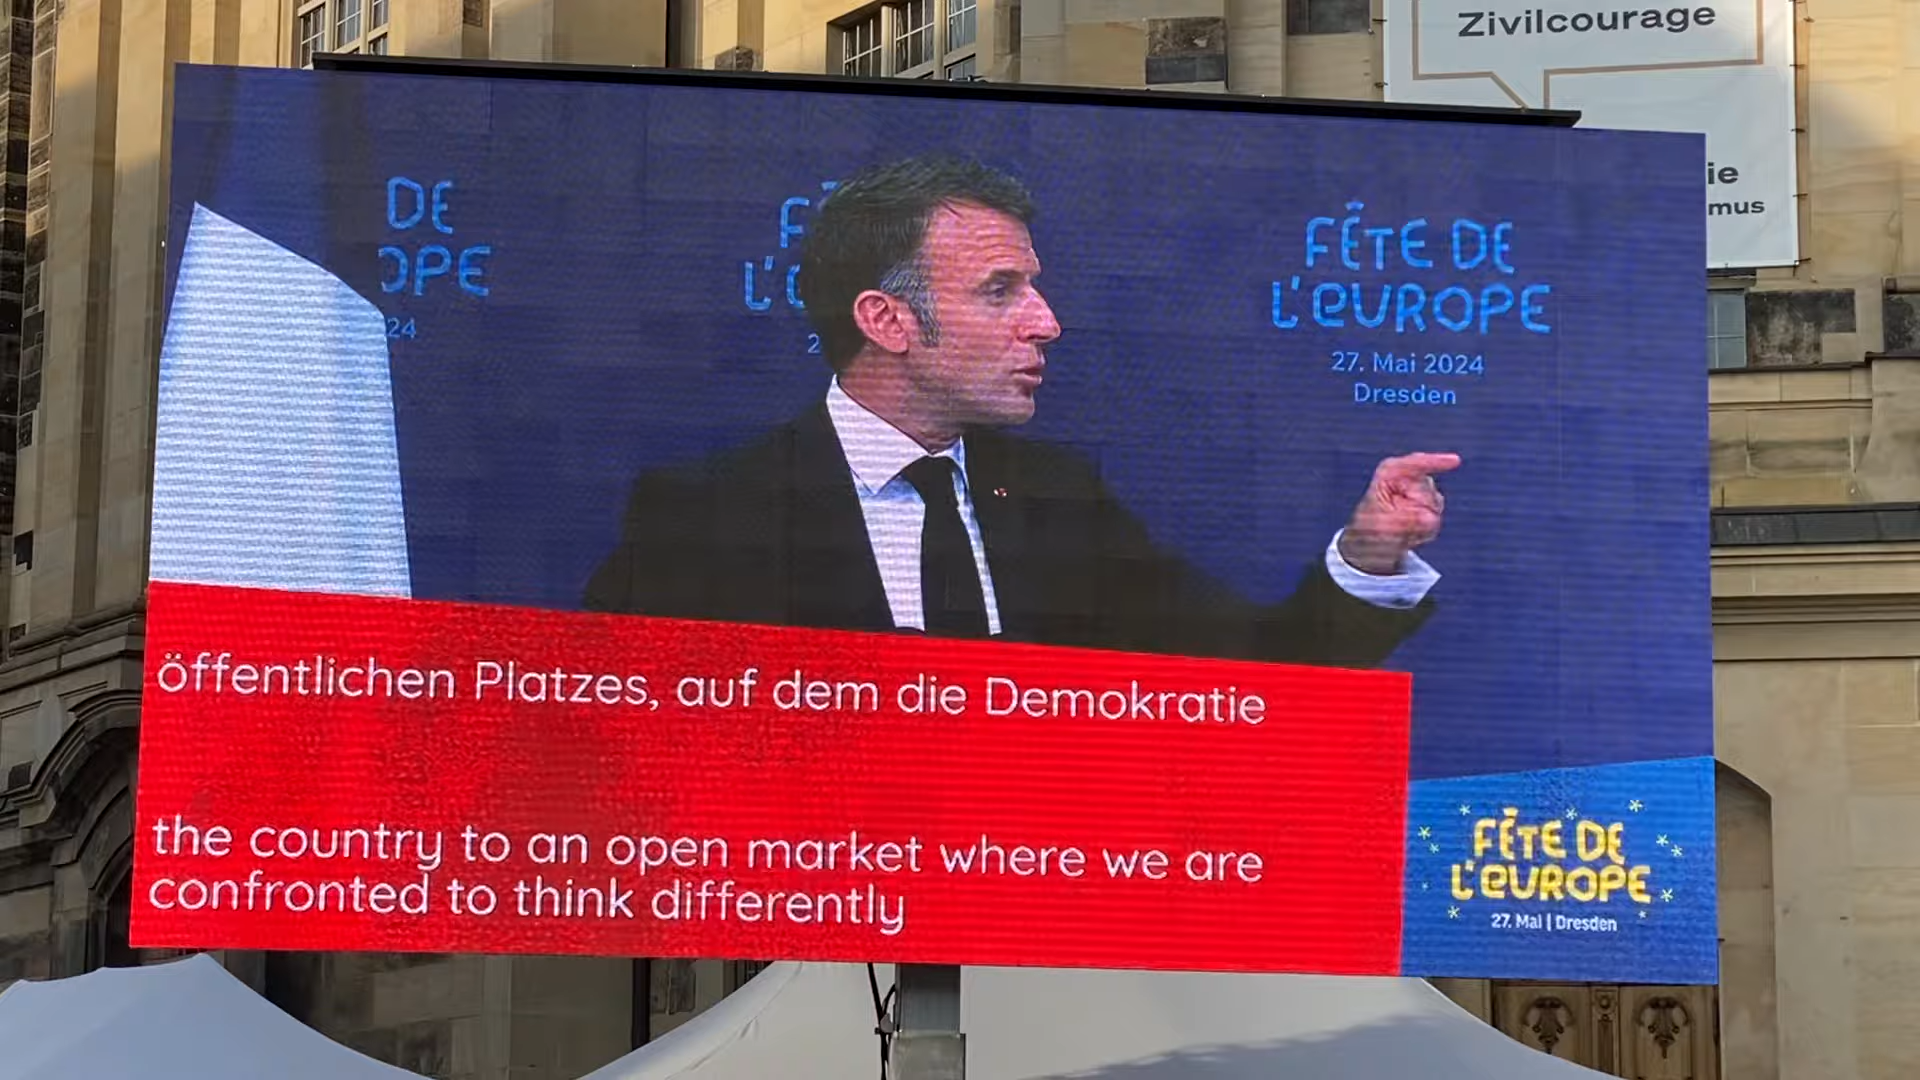 Zivilcourage
ie
mus
DE
OPE
24
F
L'
2
FÊTE DE
L'EUROPE
27. Mai 2024
Dresden
öffentlichen Platzes, auf dem die Demokratie
the country to an open market where we are
confronted to think differently
FÊTE DE
L'EUROPE
27. Mai | Dresden